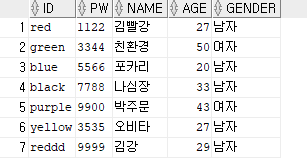 ID PW NAME AGE GENDER
1 red 1122 김빨강 27 남자
2 green 3344 친환경 50 여자
3 blue 5566 포카리 20 남자
4 black 7788 나심장 33 남자
5 purple 9900 박주문 43 여자
6 yellow 3535 오비타 27 남자
7 reddd 9999 김강 29 남자